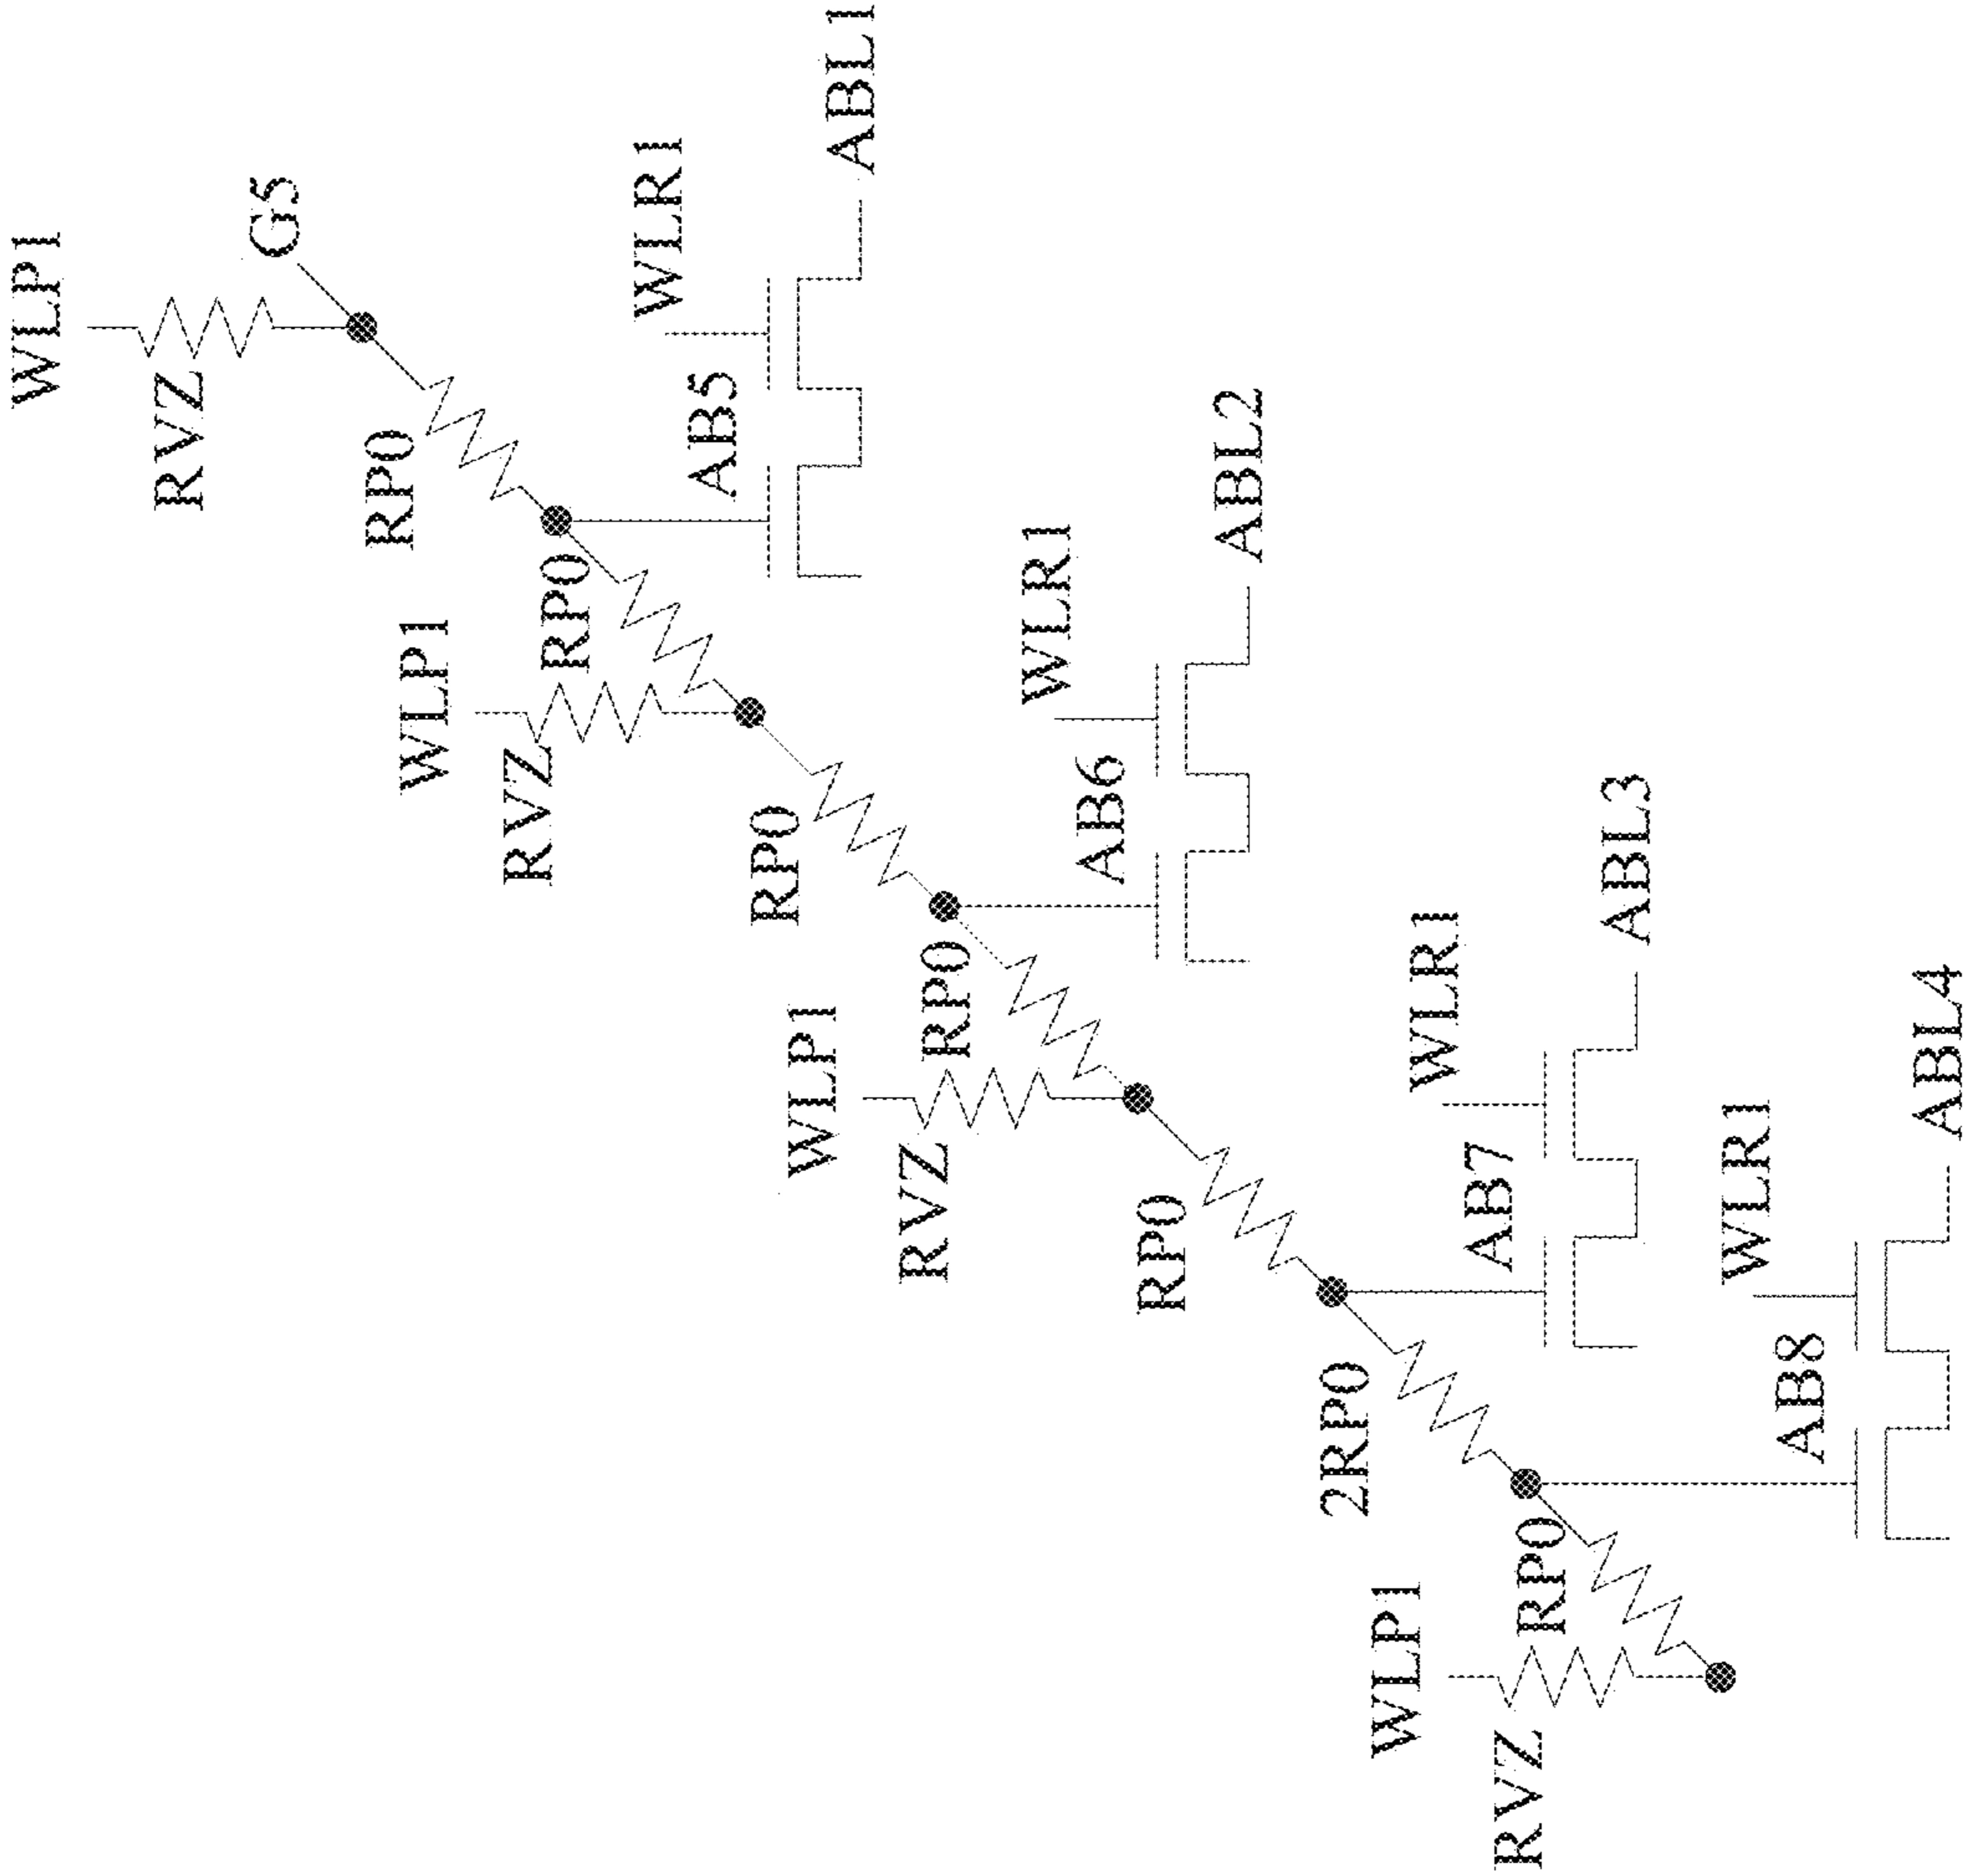 WLP1
RVZ
G5
RP0
WLR1
ABL1
AB5
RP0
WLP1
RVZ
RP0
WLR1
ABL2
AB6
RP0
WLP1
RVZ
RP0
WLR1
ABL3
AB7
2RP0
WLR1
ABL4
AB8
RP0
WLP1
RVZ